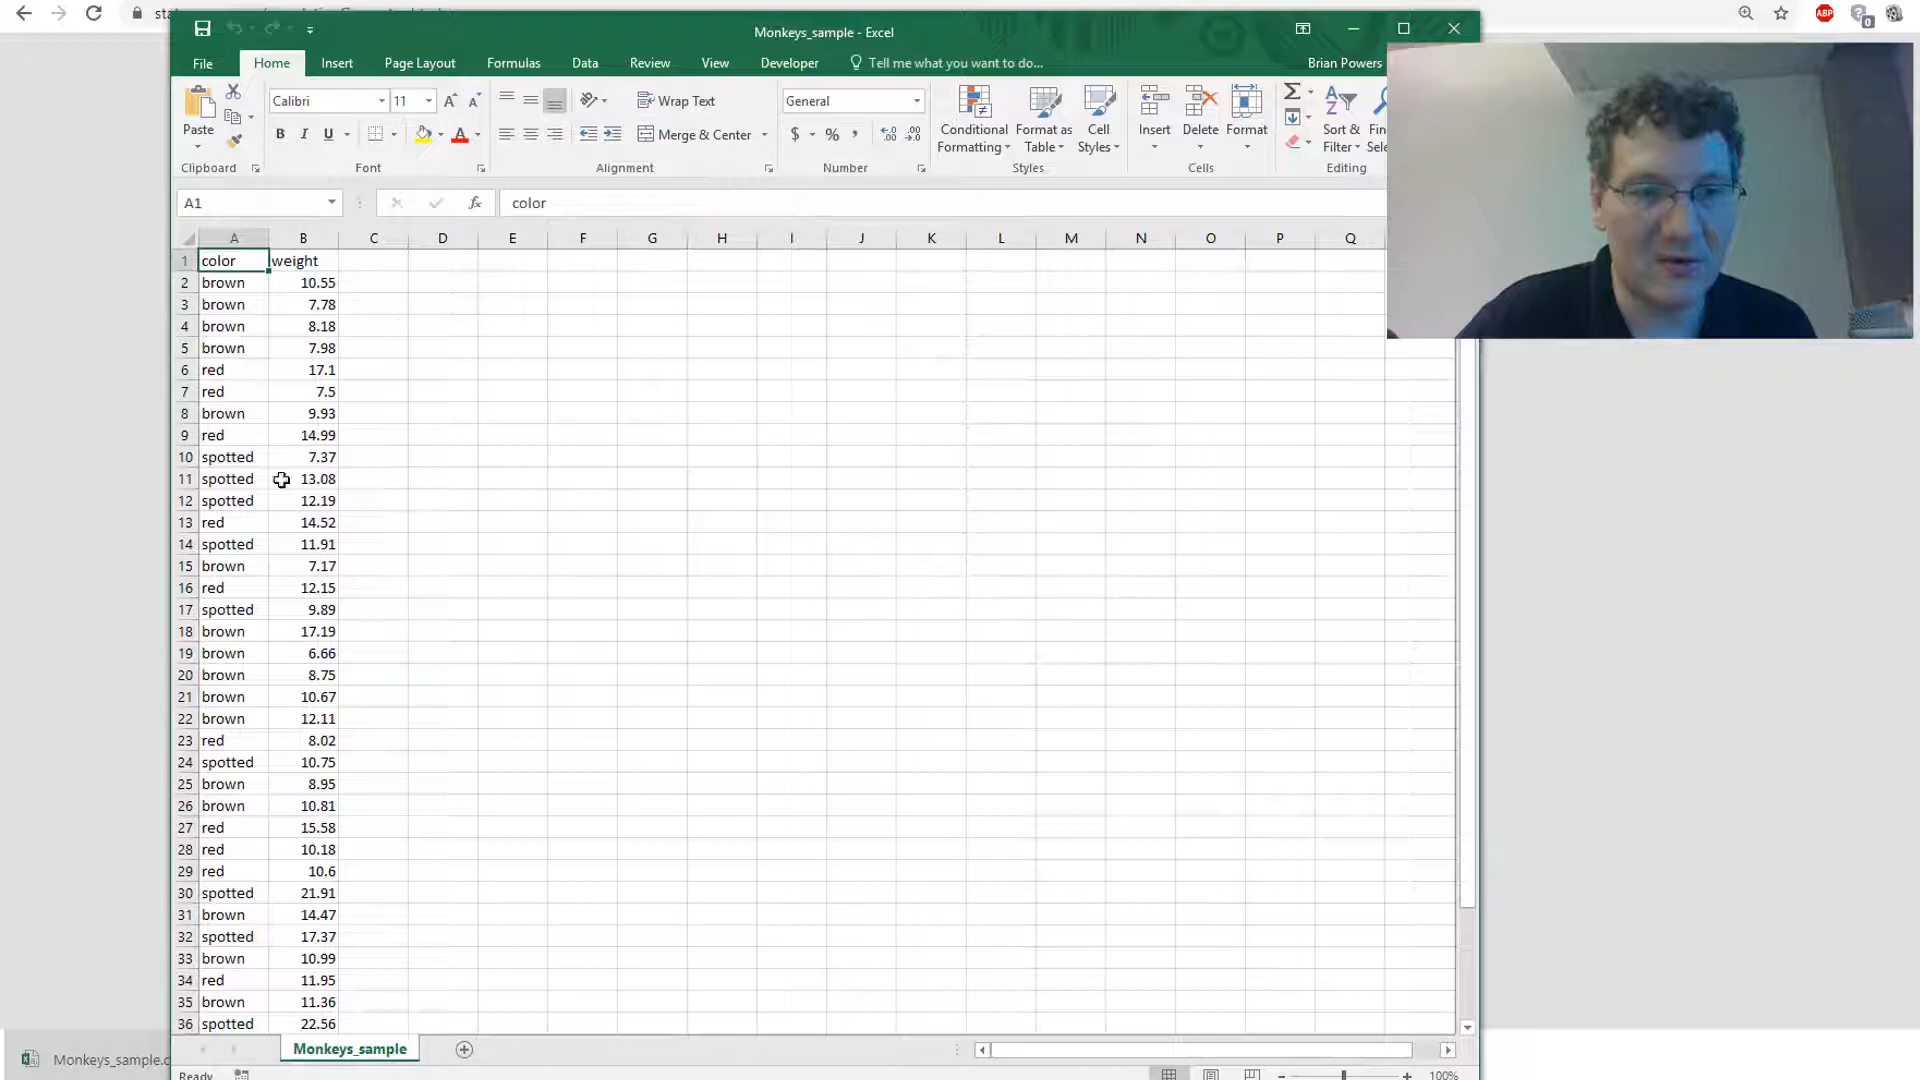 Monkeys_sample - Excel
File Home Insert Page Layout Formulas Data Review View Developer Tell me what you want to do... Brian Powers
Calibri 11 Wrap Text General
Paste B I U Merge & Center $ % Conditional Formatting Format as Table Cell Styles Insert Delete Format Sort & Filter
Clipboard Font Alignment Number Styles Cells Editing
A1 fx color
A B C D E F G H I J K L M N O P Q
1 color weight
2 brown 10.55
3 brown 7.78
4 brown 8.18
5 brown 7.98
6 red 17.1
7 red 7.5
8 brown 9.93
9 red 14.99
10 spotted 7.37
11 spotted 13.08
12 spotted 12.19
13 red 14.52
14 spotted 11.91
15 brown 7.17
16 red 12.15
17 spotted 9.89
18 brown 17.19
19 brown 6.66
20 brown 8.75
21 brown 10.67
22 brown 12.11
23 red 8.02
24 spotted 10.75
25 brown 8.95
26 brown 10.81
27 red 15.58
28 red 10.18
29 red 10.6
30 spotted 21.91
31 brown 14.47
32 spotted 17.37
33 brown 10.99
34 red 11.95
35 brown 11.36
36 spotted 22.56
Monkeys_sample
Monkeys_sample.c
Ready 100%
ABP
0